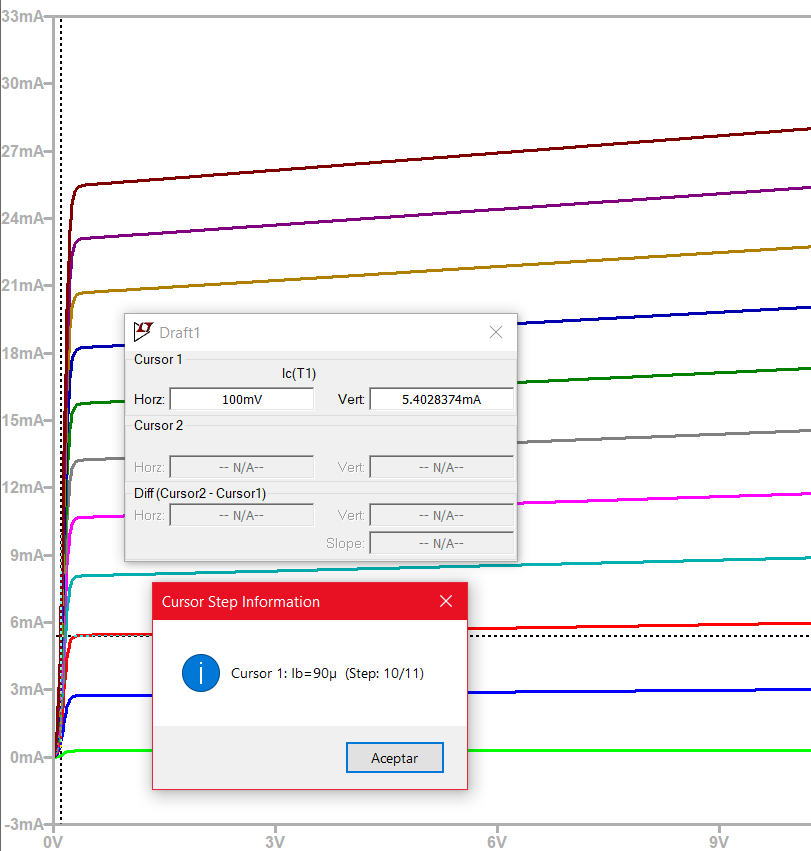 33mA
30mA
27mA
24mA
21mA
18mA
15mA
12mA
9mA
6mA
3mA
0mA
-3mA
0V 3V 6V 9V
Draft1
Cursor 1
Ic(T1)
Horz: 100mV Vert: 5.4028374mA
Cursor 2
Horz: -- N/A-- Vert: -- N/A--
Diff (Cursor2 - Cursor1)
Horz: -- N/A-- Vert: -- N/A--
Slope: -- N/A--
Cursor Step Information
Cursor 1: Ib=90µ (Step: 10/11)
Aceptar